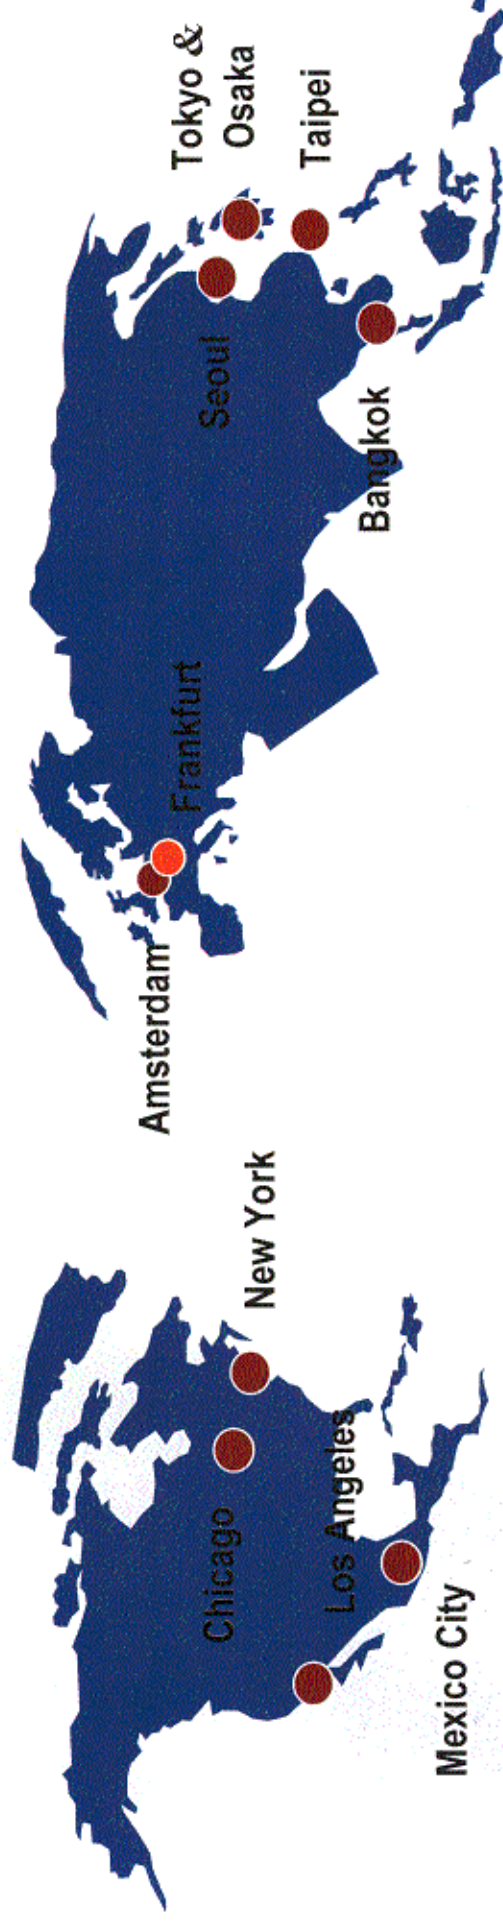 Amsterdam
Frankfurt
Seoul
Tokyo &
Osaka
Taipei
Bangkok
Chicago
New York
Los Angeles
Mexico City